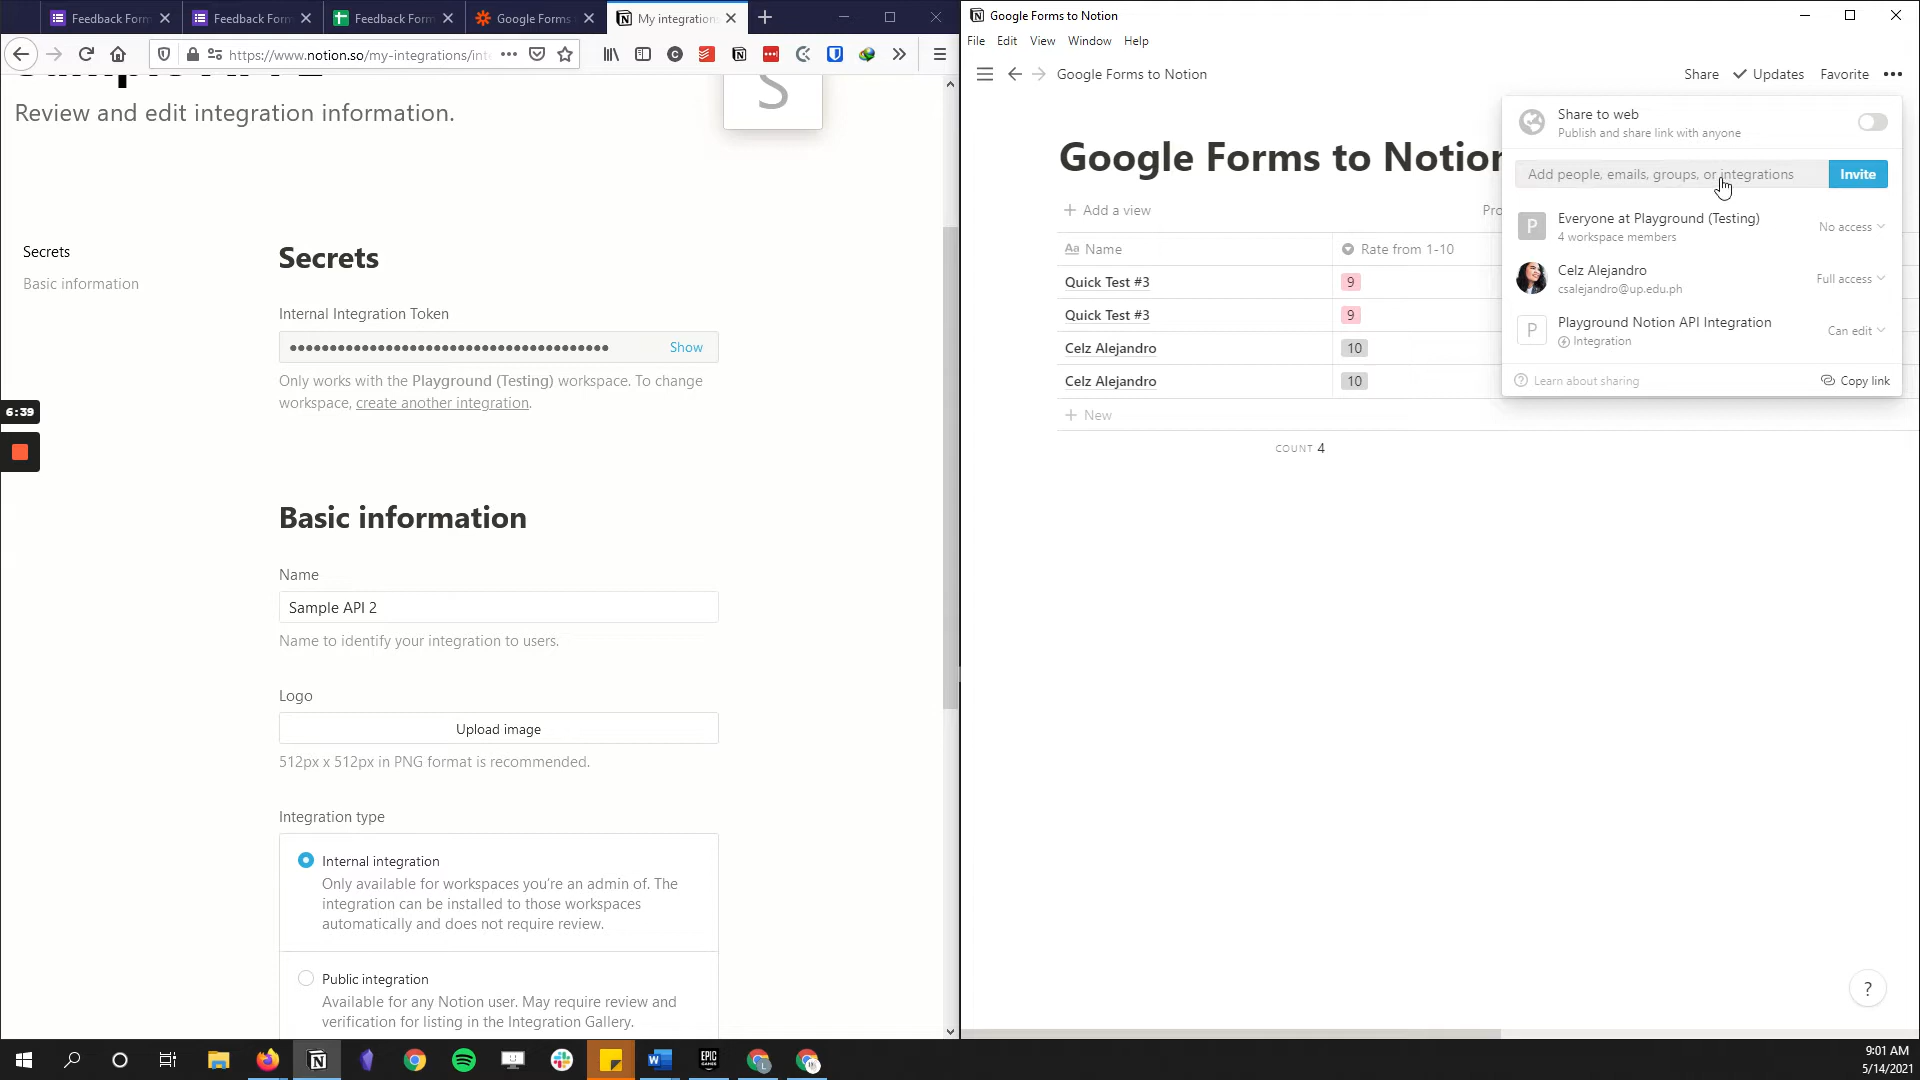 Feedback Form
Feedback Form
Feedback Form
Google Forms
My integrations
https://www.notion.so/my-integrations/int
Review and edit integration information.
S
Secrets
Basic information
Secrets
Internal Integration Token
Show
Only works with the Playground (Testing) workspace. To change
workspace, create another integration.
6:39
Basic information
Name
Sample API 2
Name to identify your integration to users.
Logo
Upload image
512px x 512px in PNG format is recommended.
Integration type
Internal integration
Only available for workspaces you're an admin of. The
integration can be installed to those workspaces
automatically and does not require review.
Public integration
Available for any Notion user. May require review and
verification for listing in the Integration Gallery.
Google Forms to Notion
File Edit View Window Help
Google Forms to Notion
Share Updates Favorite
Google Forms to Notion
Add a view
Pro
Aa Name
Rate from 1-10
Quick Test #3
9
Quick Test #3
9
Celz Alejandro
10
Celz Alejandro
10
New
COUNT 4
Share to web
Publish and share link with anyone
Add people, emails, groups, or integrations
Invite
P
Everyone at Playground (Testing)
4 workspace members
No access
Celz Alejandro
csalejandro@up.edu.ph
Full access
P
Playground Notion API Integration
Integration
Can edit
Learn about sharing
Copy link
?
EPIC
GAMES
9:01 AM
5/14/2021